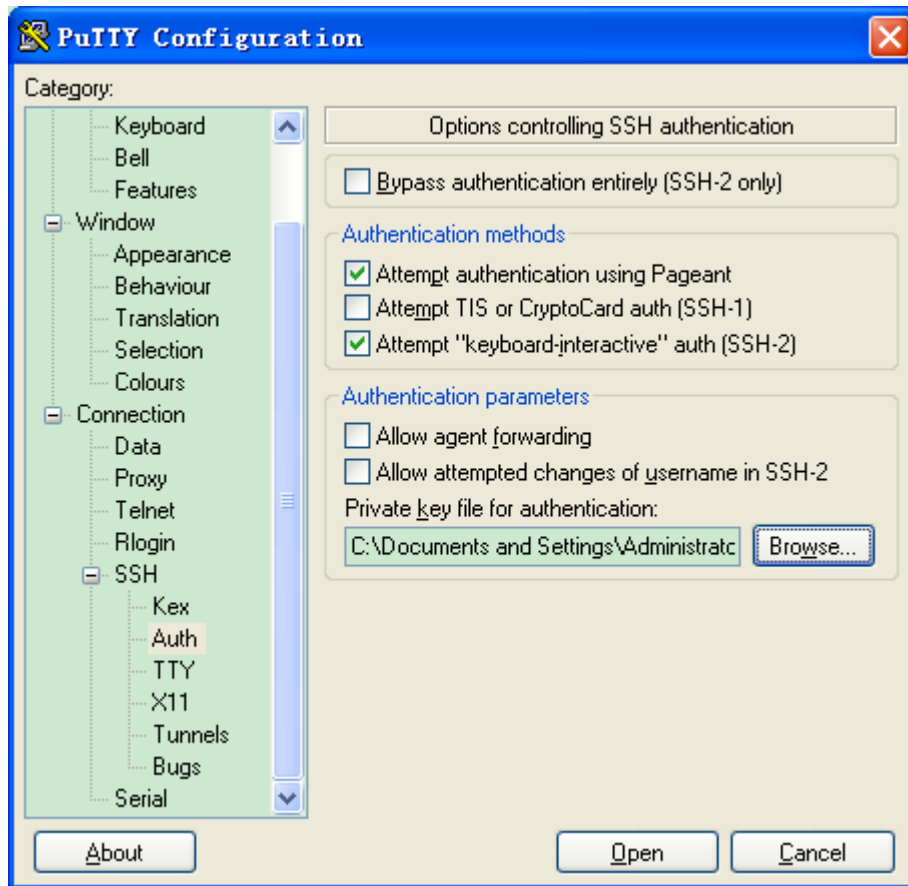 PuTTY Configuration
Category:
Keyboard
Bell
Features
Window
Appearance
Behaviour
Translation
Selection
Colours
Connection
Data
Proxy
Telnet
Rlogin
SSH
Kex
Auth
TTY
X11
Tunnels
Bugs
Serial
Options controlling SSH authentication
Bypass authentication entirely (SSH-2 only)
Authentication methods
Attempt authentication using Pageant
Attempt TIS or CryptoCard auth (SSH-1)
Attempt "keyboard-interactive" auth (SSH-2)
Authentication parameters
Allow agent forwarding
Allow attempted changes of username in SSH-2
Private key file for authentication:
C:\Documents and Settings\Administratc
Browse...
About
Open
Cancel